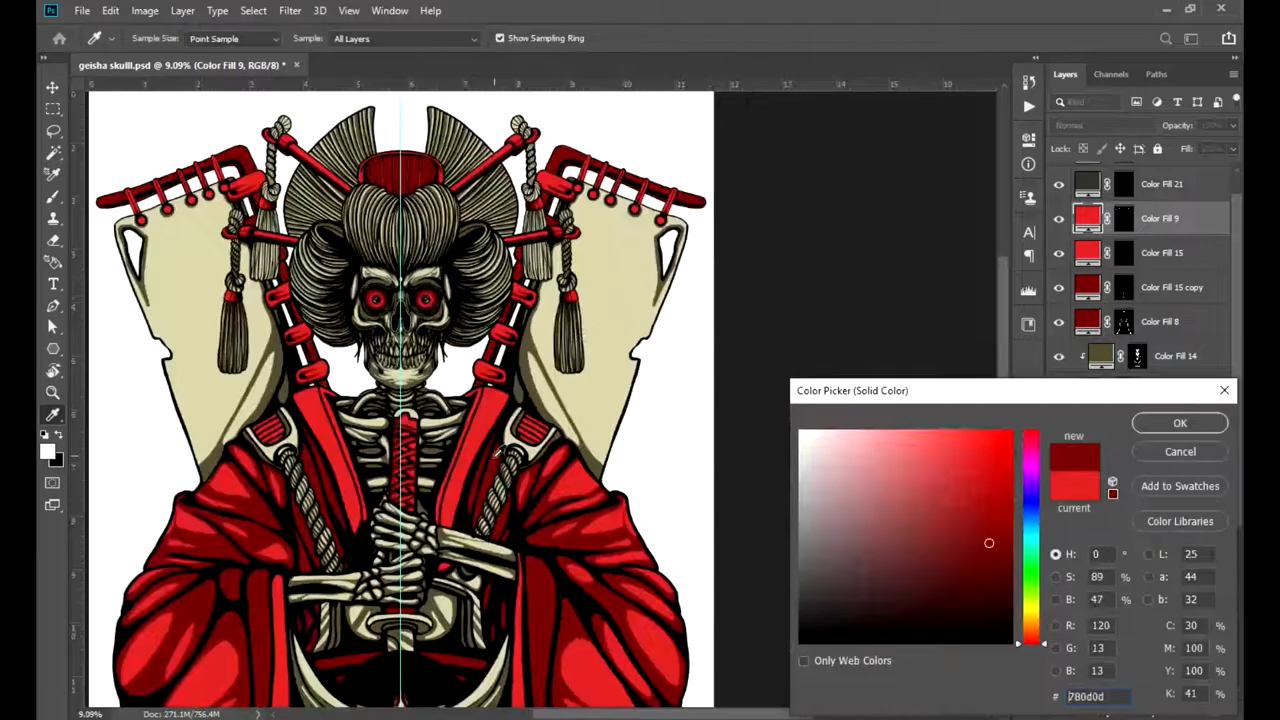 Ps File Edit Image Layer Type Select Filter 3D View Window Help
Sample Size: Point Sample Sample: All Layers Show Sampling Ring
geisha skulll.psd @ 9.09% (Color Fill 9, RGB/8) *
Layers Channels Paths
Kind
Normal Opacity:
Lock: Fill:
Color Fill 21
Color Fill 9
Color Fill 15
Color Fill 15 copy
Color Fill 8
Color Fill 14
Color Picker (Solid Color)
new
current
OK
Cancel
Add to Swatches
Color Libraries
H: 0 ° L: 25
S: 89 % a: 44
B: 47 % b: 32
R: 120 C: 30 %
G: 13 M: 100 %
B: 13 Y: 100 %
# 780d0d K: 41 %
Only Web Colors
9.09% Doc: 271.1M/756.4M